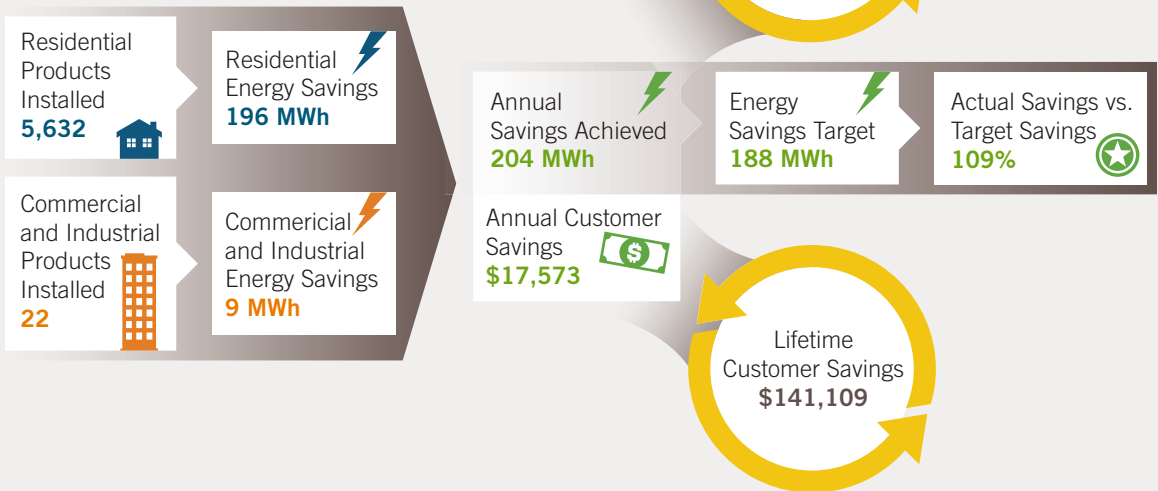 Residential
Products
Installed
5,632
Residential
Energy Savings
196 MWh
Commercial
and Industrial
Products
Installed
22
Commericial
and Industrial
Energy Savings
9 MWh
Annual
Savings Achieved
204 MWh
Energy
Savings Target
188 MWh
Actual Savings vs.
Target Savings
109%
Annual Customer
Savings
$17,573
$
Lifetime
Customer Savings
$141,109